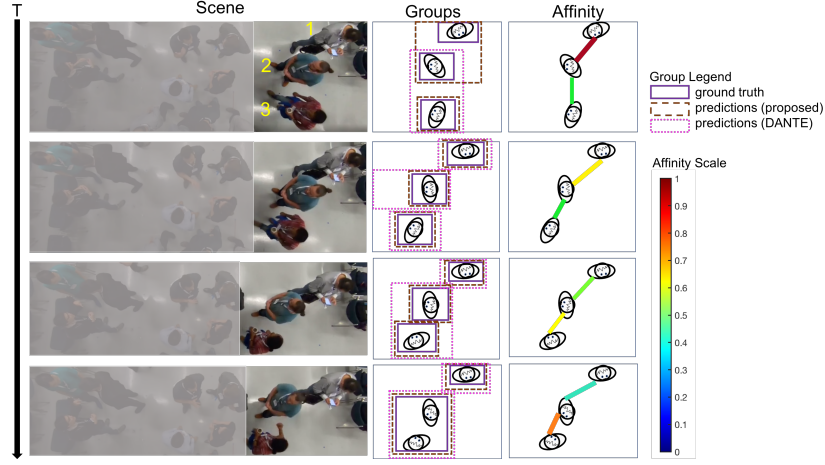 T
Scene
Groups
Affinity
1
2
3
Group Legend
ground truth
predictions (proposed)
predictions (DANTE)
Affinity Scale
1
0.9
0.8
0.7
0.6
0.5
0.4
0.3
0.2
0.1
0